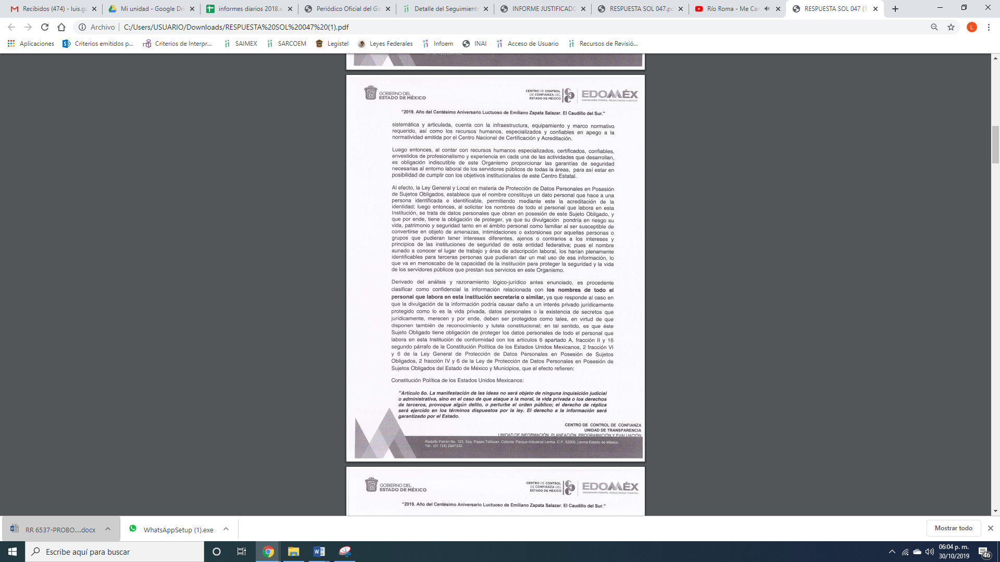 Recibidos (474) - luis.gu
Mi unidad - Google Dri
informes diarios 2018.x
Periódico Oficial del Go
Detalle del Seguimiento
INFORME JUSTIFICADO
RESPUESTA SOL 047.pd
Río Roma - Me Ca
RESPUESTA SOL 047 (1
Archivo | C:/Users/USUARIO/Downloads/RESPUESTA%20SOL%20047%20(1).pdf
L
Aplicaciones
Criterios emitidos p...
Criterios de Interpr...
SAIMEX
SARCOEM
Legistel
Leyes Federales
Infoem
INAI
Acceso de Usuario
Recursos de Revisió...
GOBIERNO DEL
ESTADO DE MÉXICO
CENTRO DE CONTROL
DE CONFIANZA DEL
ESTADO DE MÉXICO
EDOMÉX
DECISIONES FIRMES, RESULTADOS FUERTES.
"2019. Año del Centésimo Aniversario Luctuoso de Emiliano Zapata Salazar. El Caudillo del Sur."
sistemática y articulada, cuenta con la infraestructura, equipamiento y marco normativo
requerido, así como los recursos humanos, especializados y confiables en apego a la
normatividad emitida por el Centro Nacional de Certificación y Acreditación.
Luego entonces, al contar con recursos humanos especializados, certificados, confiables,
envestidos de profesionalismo y experiencia en cada una de las actividades que desarrollan,
es obligación indiscutible de este Organismo proporcionar las garantías de seguridad
necesarias al entorno laboral de los servidores públicos de todas la áreas, para así estar en
posibilidad de cumplir con los objetivos institucionales de este Centro Estatal.
Al efecto, la Ley General y Local en materia de Protección de Datos Personales en Posesión
de Sujetos Obligados, establece que el nombre constituye un dato personal que hace a una
persona identificada e identificable, permitiendo mediante este la acreditación de la
identidad; luego entonces, al solicitar los nombres de todo el personal que labora en esta
Institución, se trata de datos personales que obran en posesión de este Sujeto Obligado, y
que por ende, tiene la obligación de proteger, ya que su divulgación pondría en riesgo su
vida, patrimonio y seguridad tanto en el ámbito personal como familiar al ser susceptible de
convertirse en objeto de amenazas, intimidaciones o extorsiones por aquellas personas o
grupos que pudieran tener intereses diferentes, ajenos o contrarios a los intereses y
principios de las instituciones de seguridad de esta entidad federativa; pues el nombre
aunado a conocer el lugar de trabajo y área de adscripción laboral, los harían plenamente
identificables para terceras personas que pudieran dar un mal uso de esa información, lo
que va en menoscabo de la capacidad de la institución para proteger la seguridad y la vida
de los servidores públicos que prestan sus servicios en este Organismo.
Derivado del análisis y razonamiento lógico-jurídico antes enunciado, es procedente
clasificar como confidencial la información relacionada con los nombres de todo el
personal que labora en esta institución secretaria o similar, ya que responde al caso en
que la divulgación de la información podría causar daño a un interés privado jurídicamente
protegido como lo es la vida privada, datos personales o la existencia de secretos que
jurídicamente, merecen y por ende, deben ser protegidos como tales, en virtud de que
disponen también de reconocimiento y tutela constitucional; en tal sentido, es que éste
Sujeto Obligado tiene obligación de proteger los datos personales de todo el personal que
labora en esta Institución de conformidad con los artículos 6 apartado A, fracción II y 16
segundo párrafo de la Constitución Política de los Estados Unidos Mexicanos, 2 fracción VI
y 6 de la Ley General de Protección de Datos Personales en Posesión de Sujetos
Obligados, 2 fracción IV y 6 de la Ley de Protección de Datos Personales en Posesión de
Sujetos Obligados del Estado de México y Municipios, que al efecto refieren:
Constitución Política de los Estados Unidos Mexicanos:
"Artículo 6o. La manifestación de las ideas no será objeto de ninguna inquisición judicial
o administrativa, sino en el caso de que ataque a la moral, la vida privada o los derechos
de terceros, provoque algún delito, o perturbe el orden público; el derecho de réplica
será ejercido en los términos dispuestos por la ley. El derecho a la información será
garantizado por el Estado.
CENTRO DE CONTROL DE CONFIANZA
UNIDAD DE TRANSPARENCIA
UNIDAD DE INFORMACIÓN, PLANEACIÓN, PROGRAMACIÓN Y EVALUACIÓN
Rodolfo Patrón No. 123, Esq. Paseo Tollocan, Colonia Parque Industrial Lerma, C.P. 52000, Lerma Estado de México.
Tel.: (01 728) 2847330.
GOBIERNO DEL
ESTADO DE MÉXICO
CENTRO DE CONTROL
DE CONFIANZA DEL
ESTADO DE MÉXICO
EDOMÉX
DECISIONES FIRMES, RESULTADOS FUERTES.
"2019. Año del Centésimo Aniversario Luctuoso de Emiliano Zapata Salazar. El Caudillo del Sur."
RR 6537-PROBO....docx
WhatsAppSetup (1).exe
Mostrar todo
Escribe aquí para buscar
06:04 p. m.
30/10/2019
46